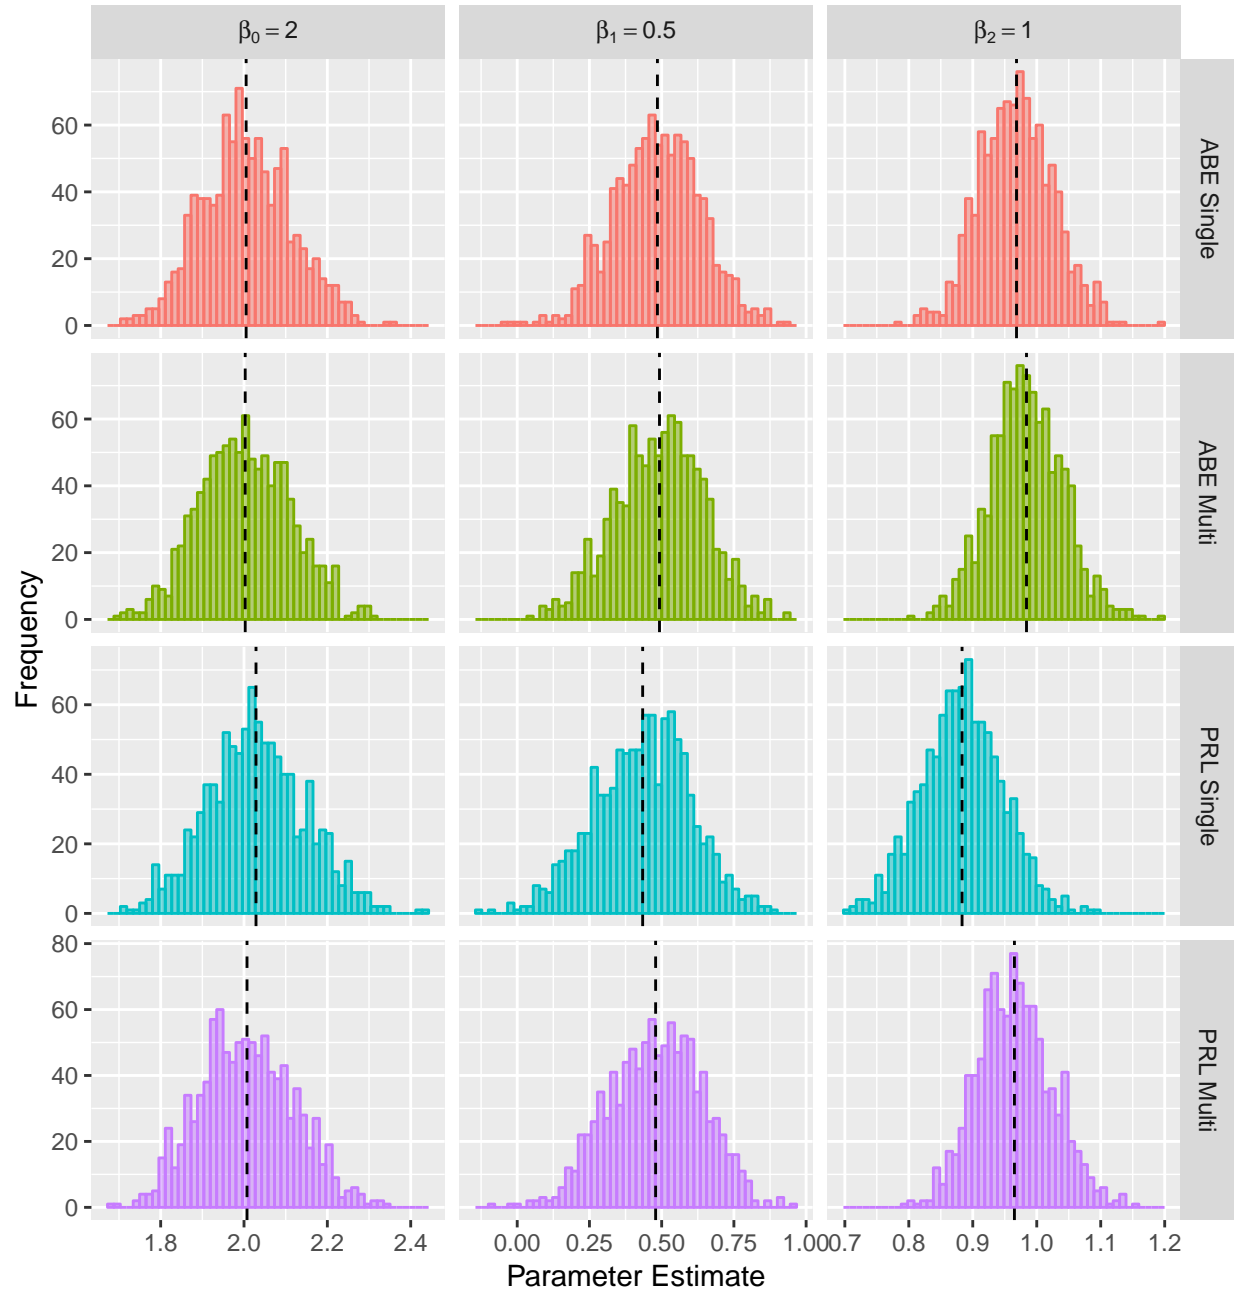 β₀ = 2 β₁ = 0.5 β₂ = 1
ABE Single
60
40
20
0
ABE Multi
60
40
20
0
PRL Single
60
40
20
0
PRL Multi
80
60
40
20
0
Frequency
1.8 2.0 2.2 2.4 0.00 0.25 0.50 0.75 1.00 0.7 0.8 0.9 1.0 1.1 1.2
Parameter Estimate